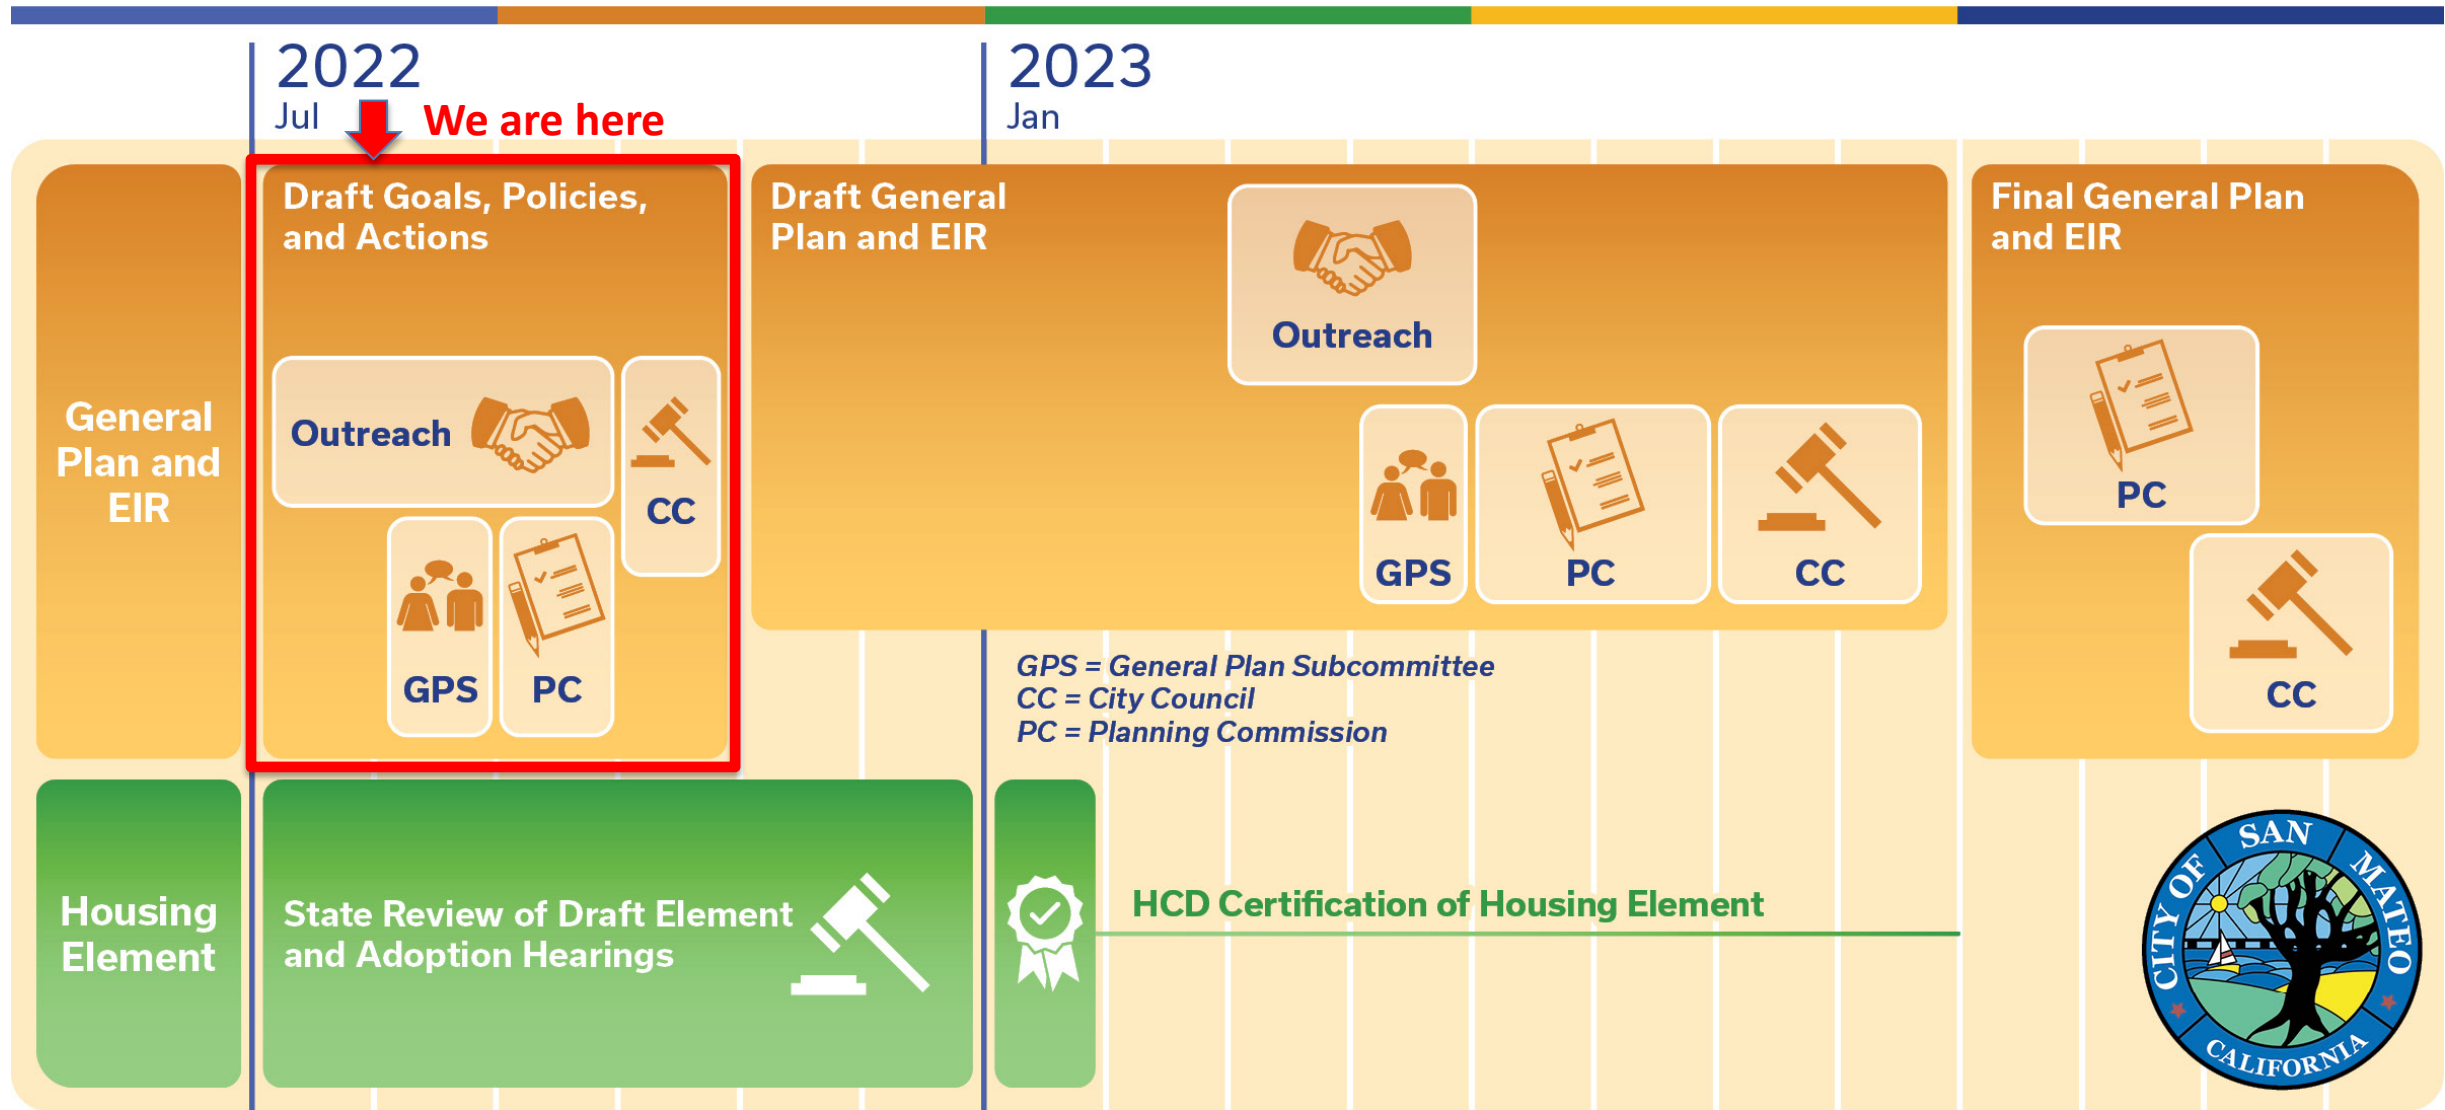 2022
Jul
We are here
2023
Jan
General
Plan and
EIR
Draft Goals, Policies,
and Actions
Outreach
CC
GPS
PC
Draft General
Plan and EIR
Outreach
GPS
PC
CC
Final General Plan
and EIR
PC
CC
GPS = General Plan Subcommittee
CC = City Council
PC = Planning Commission
Housing
Element
State Review of Draft Element
and Adoption Hearings
HCD Certification of Housing Element
CITY OF SAN MATEO
CALIFORNIA